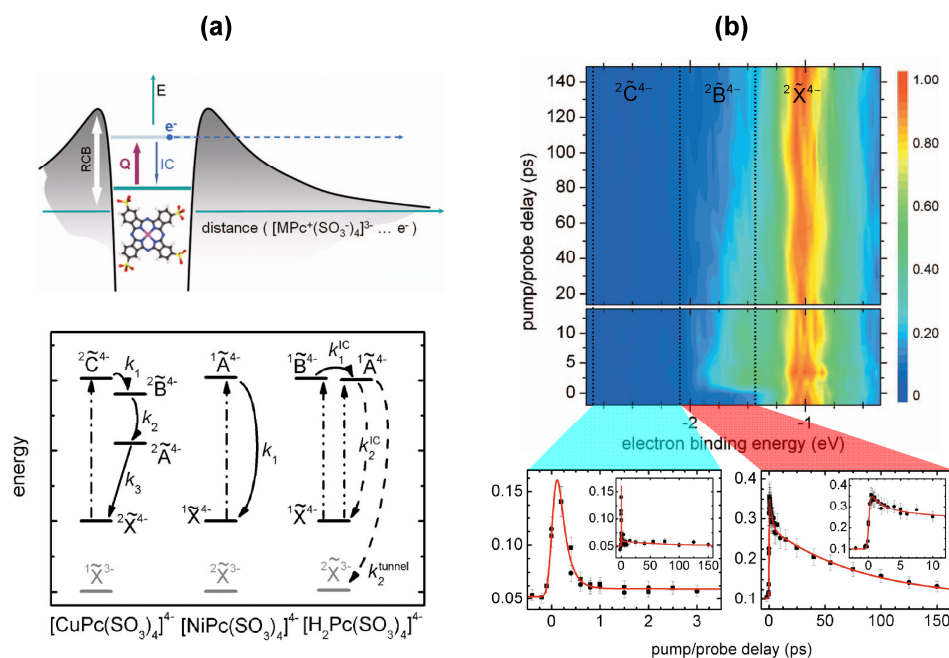 (a)
(b)
E
e-
RCB
Q
IC
distance ( [MPc⁺(SO₃⁻)₄]³⁻ ... e⁻)
energy
²C̃⁴⁻
k₁
²B̃⁴⁻
k₂
²Ã⁴⁻
k₃
²X̃⁴⁻
¹X̃³⁻
¹Ã⁴⁻
k₁
¹X̃⁴⁻
²X̃³⁻
¹B̃⁴⁻
k₁ᴵᶜ
¹Ã⁴⁻
k₂ᴵᶜ
¹X̃⁴⁻
²X̃³⁻
k₂ᵗᵘⁿⁿᵉˡ
[CuPc(SO₃)₄]⁴⁻ [NiPc(SO₃)₄]⁴⁻ [H₂Pc(SO₃)₄]⁴⁻
pump/probe delay (ps)
140
120
100
80
60
40
20
10
5
0
²C̃⁴⁻ ²B̃⁴⁻ ²X̃⁴⁻
1.00
0.80
0.60
0.40
0.20
0
-2 -1
electron binding energy (eV)
0.15
0.10
0.05
0 1 2 3
0.15
0.10
0.05
0 50 100 150
0.4
0.3
0.2
0.1
0 50 100 150
0.4
0.3
0.2
0.1
0 5 10
pump/probe delay (ps)